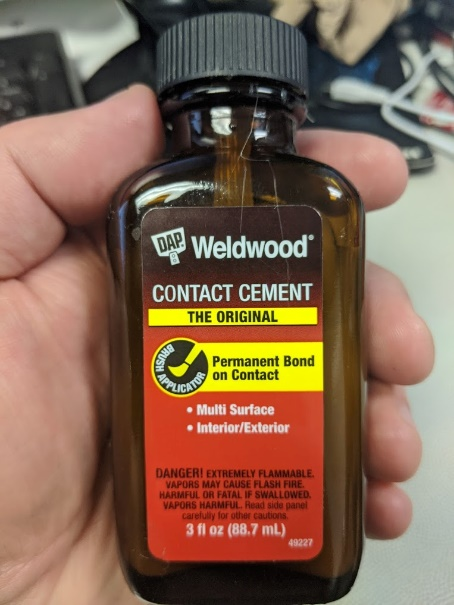 DAP Weldwood®
CONTACT CEMENT
THE ORIGINAL
BRUSH APPLICATOR
Permanent Bond
on Contact
• Multi Surface
• Interior/Exterior
DANGER! EXTREMELY FLAMMABLE.
VAPORS MAY CAUSE FLASH FIRE.
HARMFUL OR FATAL IF SWALLOWED.
VAPORS HARMFUL. Read side panel
carefully for other cautions.
3 fl oz (88.7 mL)
49227